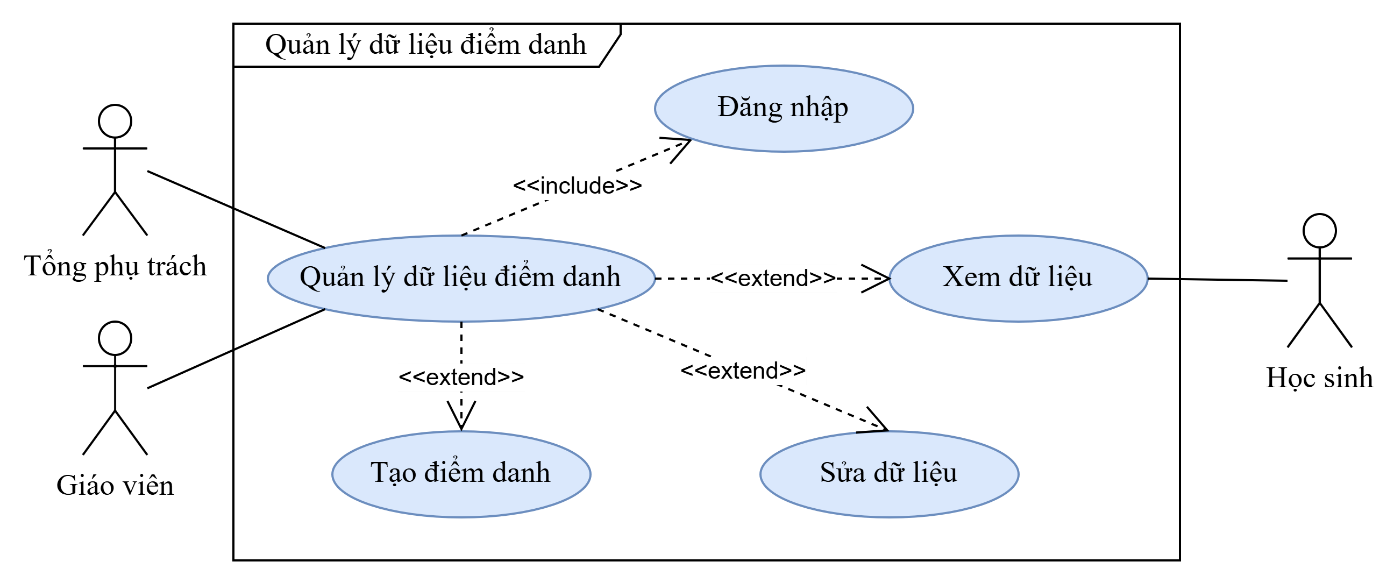 Quản lý dữ liệu điểm danh
Đăng nhập
<<include>>
Tổng phụ trách
Quản lý dữ liệu điểm danh
<<extend>>
Xem dữ liệu
<<extend>>
<<extend>>
Học sinh
Tạo điểm danh
Sửa dữ liệu
Giáo viên